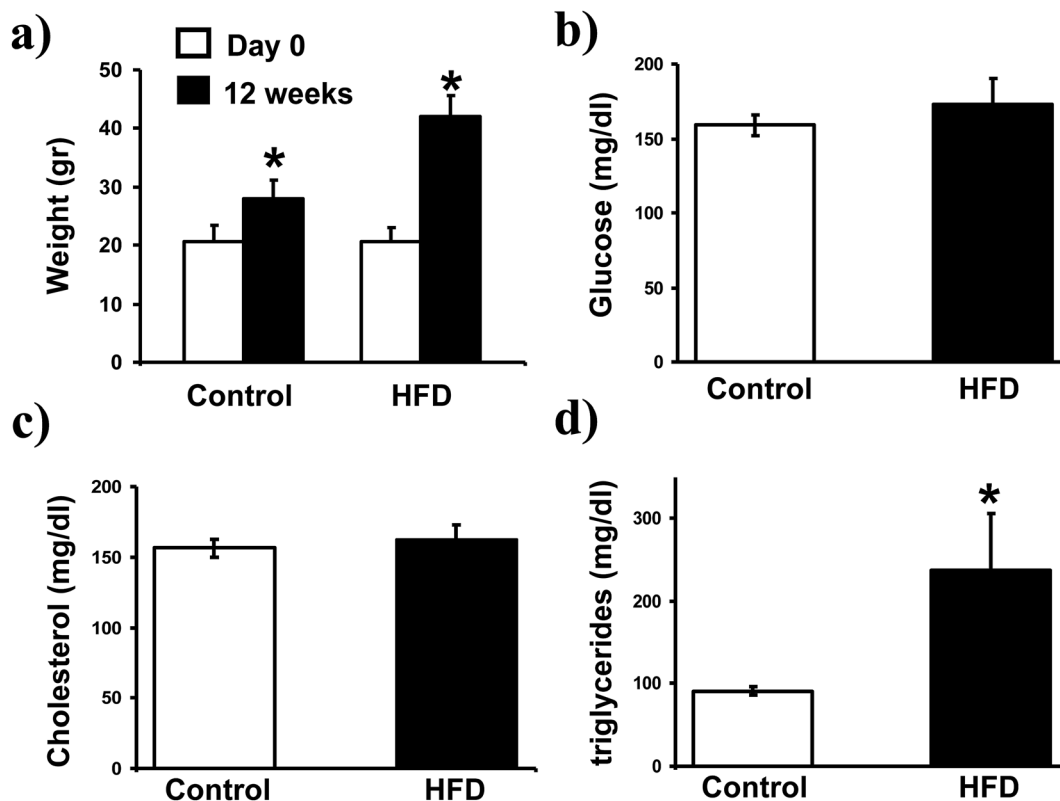 a)
Day 0
12 weeks
Weight (gr)
50
40
30
20
10
0
*
*
Control
HFD
b)
Glucose (mg/dl)
200
150
100
50
0
Control
HFD
c)
Cholesterol (mg/dl)
200
150
100
50
0
Control
HFD
d)
triglycerides (mg/dl)
300
200
100
0
*
Control
HFD